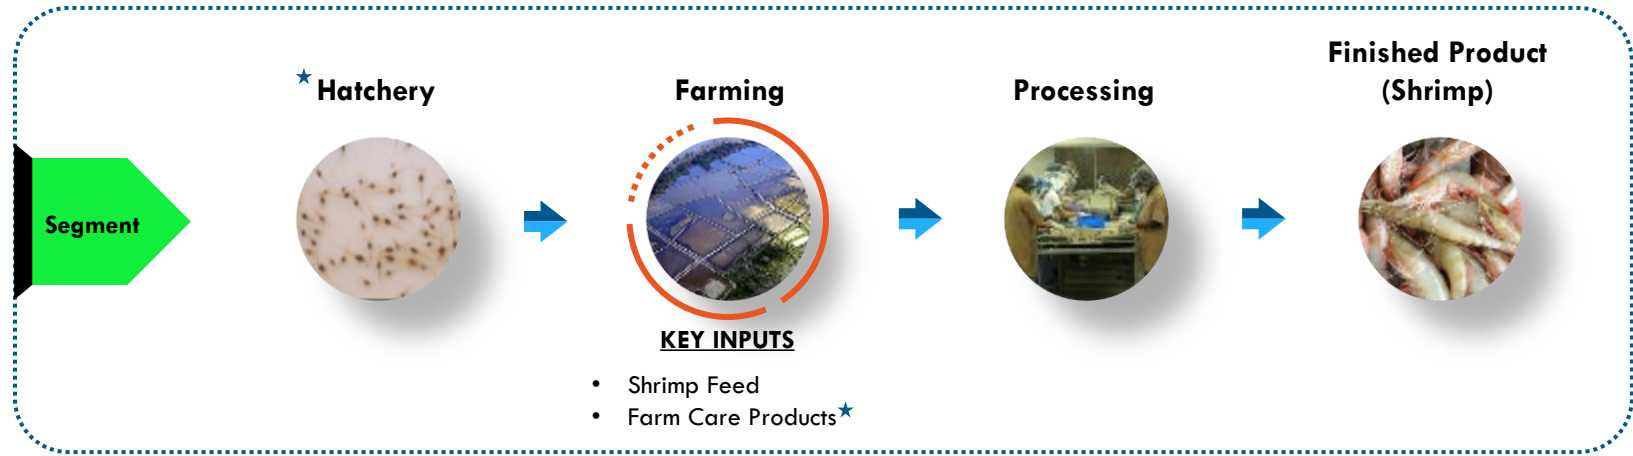 Finished Product
(Shrimp)
★Hatchery
Farming
Processing
Segment
KEY INPUTS
• Shrimp Feed
• Farm Care Products★